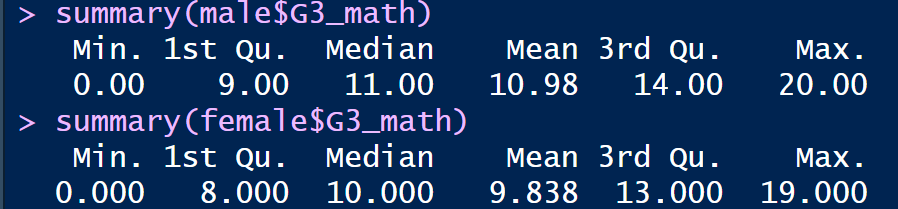 > summary(male$G3_math)
Min. 1st Qu. Median Mean 3rd Qu. Max.
0.00 9.00 11.00 10.98 14.00 20.00
> summary(female$G3_math)
Min. 1st Qu. Median Mean 3rd Qu. Max.
0.000 8.000 10.000 9.838 13.000 19.000